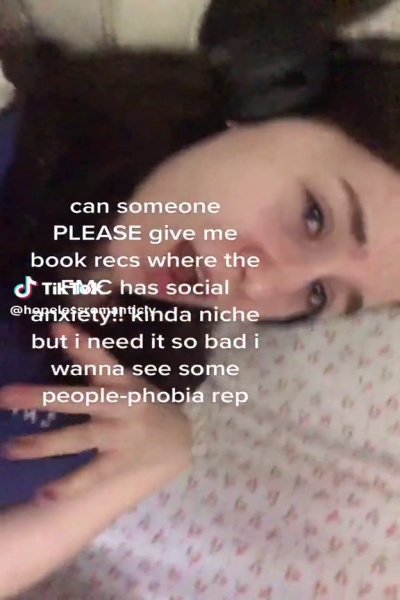 can someone
PLEASE give me
book recs where the
FMC has social
TikTok
anxiety!! kinda niche
but i need it so bad i
wanna see some
people-phobia rep